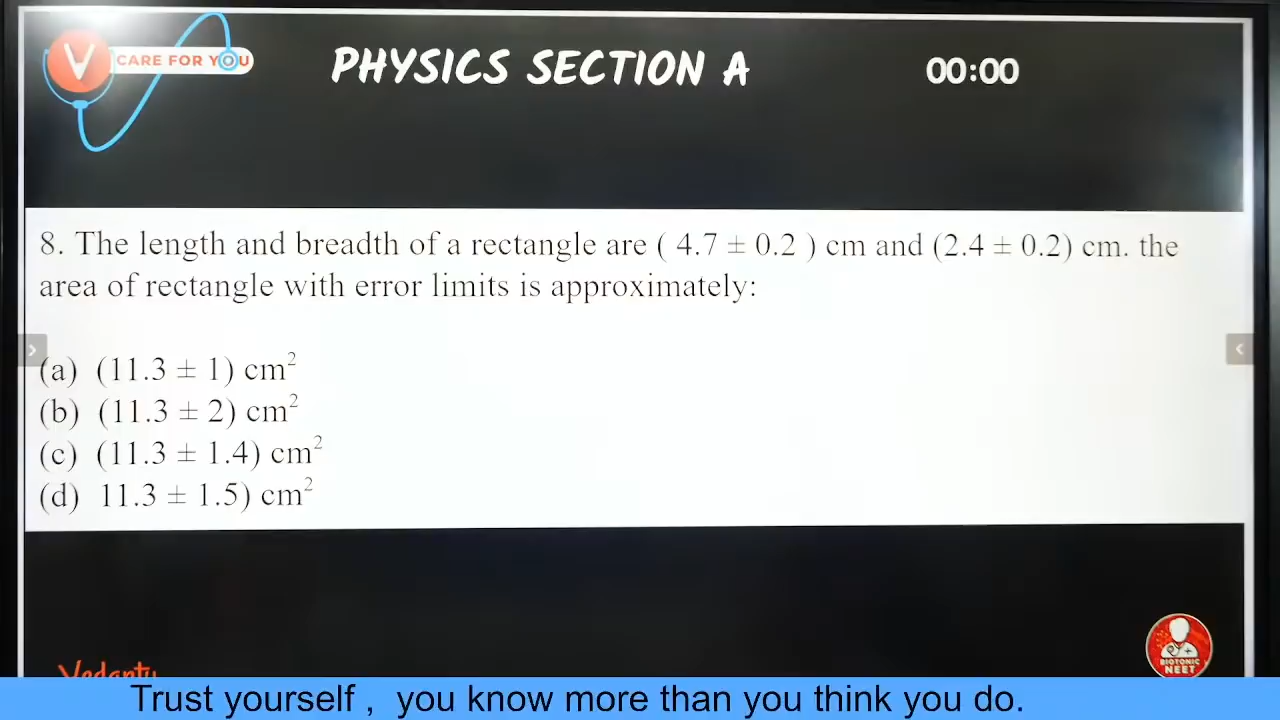 V
CARE FOR YOU
PHYSICS SECTION A
00:00
8. The length and breadth of a rectangle are ( 4.7 ± 0.2 ) cm and (2.4 ± 0.2) cm. the
area of rectangle with error limits is approximately:
(a) (11.3 ± 1) cm²
(b) (11.3 ± 2) cm²
(c) (11.3 ± 1.4) cm²
(d) 11.3 ± 1.5) cm²
BIOTONIC
NEET
Trust yourself , you know more than you think you do.